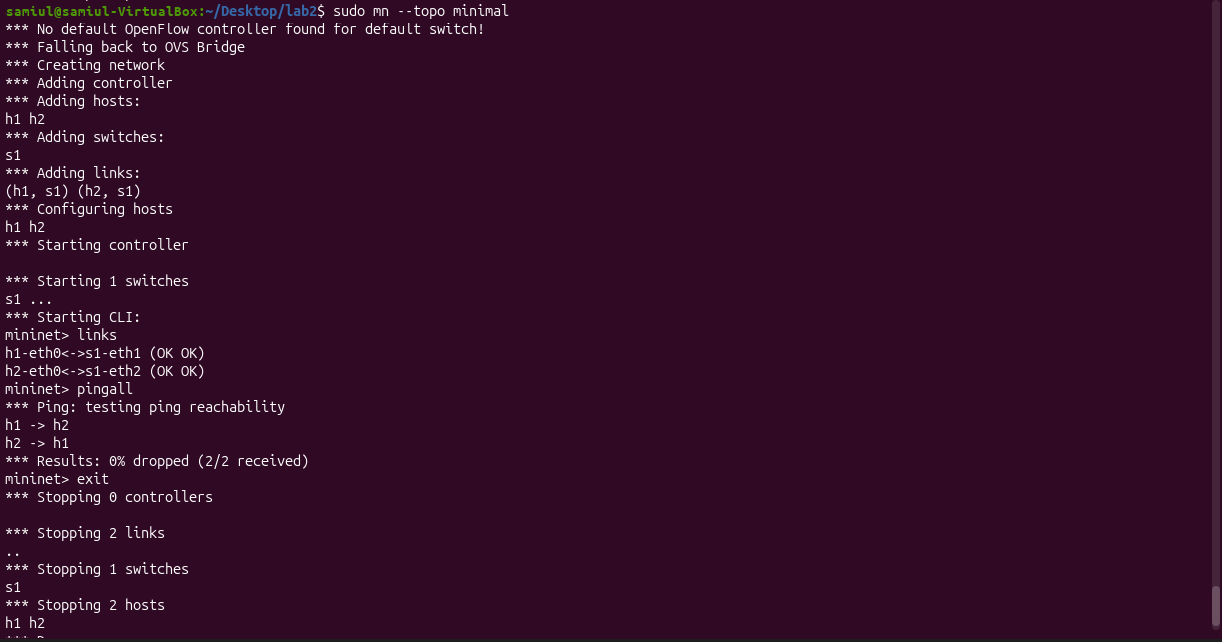 samiul@samiul-VirtualBox:~/Desktop/lab2$ sudo mn --topo minimal
*** No default OpenFlow controller found for default switch!
*** Falling back to OVS Bridge
*** Creating network
*** Adding controller
*** Adding hosts:
h1 h2
*** Adding switches:
s1
*** Adding links:
(h1, s1) (h2, s1)
*** Configuring hosts
h1 h2
*** Starting controller
*** Starting 1 switches
s1 ...
*** Starting CLI:
mininet> links
h1-eth0<->s1-eth1 (OK OK)
h2-eth0<->s1-eth2 (OK OK)
mininet> pingall
*** Ping: testing ping reachability
h1 -> h2
h2 -> h1
*** Results: 0% dropped (2/2 received)
mininet> exit
*** Stopping 0 controllers
*** Stopping 2 links
..
*** Stopping 1 switches
s1
*** Stopping 2 hosts
h1 h2